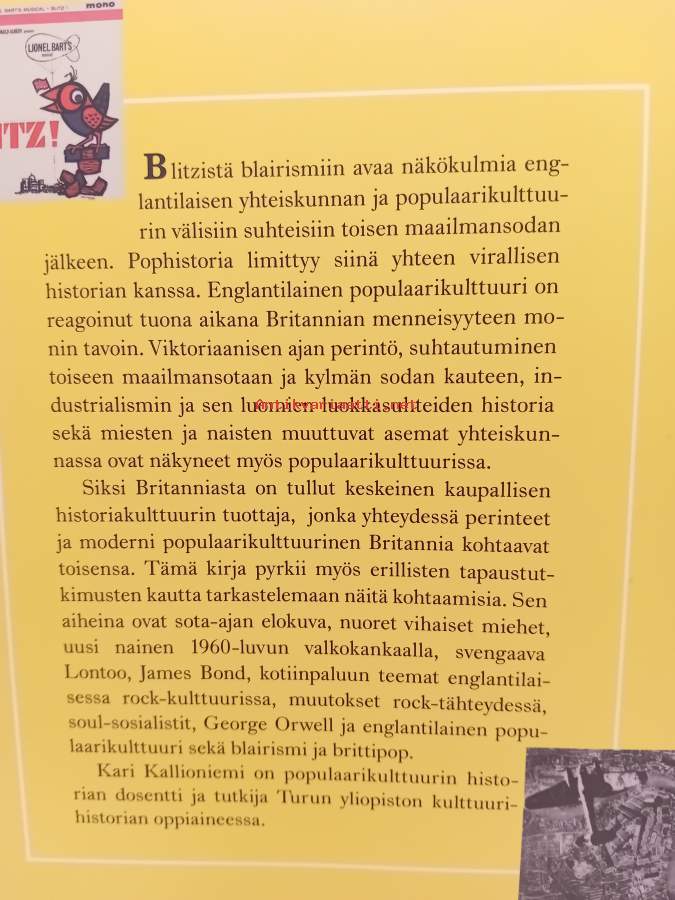 BART'S MUSICAL - BLITZ!
mono
LIONEL BART'S
TZ!
Blitzistä blairismiin avaa näkökulmia eng-
lantilaisen yhteiskunnan ja populaarikulttuu-
rin välisiin suhteisiin toisen maailmansodan
jälkeen. Pophistoria limittyy siinä yhteen virallisen
historian kanssa. Englantilainen populaarikulttuuri on
reagoinut tuona aikana Britannian menneisyyteen mo-
nin tavoin. Viktoriaanisen ajan perintö, suhtautuminen
toiseen maailmansotaan ja kylmän sodan kauteen, in-
dustrialismin ja sen luomien luokkasuhteiden historia
sekä miesten ja naisten muuttuvat asemat yhteiskun-
nassa ovat näkyneet myös populaarikulttuurissa.
Siksi Britanniasta on tullut keskeinen kaupallisen
historiakulttuurin tuottaja, jonka yhteydessä perinteet
ja moderni populaarikulttuurinen Britannia kohtaavat
toisensa. Tämä kirja pyrkii myös erillisten tapaustut-
kimusten kautta tarkastelemaan näitä kohtaamisia. Sen
aiheina ovat sota-ajan elokuva, nuoret vihaiset miehet,
uusi nainen 1960-luvun valkokankaalla, svengaava
Lontoo, James Bond, kotiinpaluun teemat englantilai-
sessa rock-kulttuurissa, muutokset rock-tähteydessä,
soul-sosialistit, George Orwell ja englantilainen popu-
laarikulttuuri sekä blairismi ja brittipop.
Kari Kallioniemi on populaarikulttuurin histo-
rian dosentti ja tutkija Turun yliopiston kulttuuri-
historian oppiaineessa.
Antikvariaatti.net